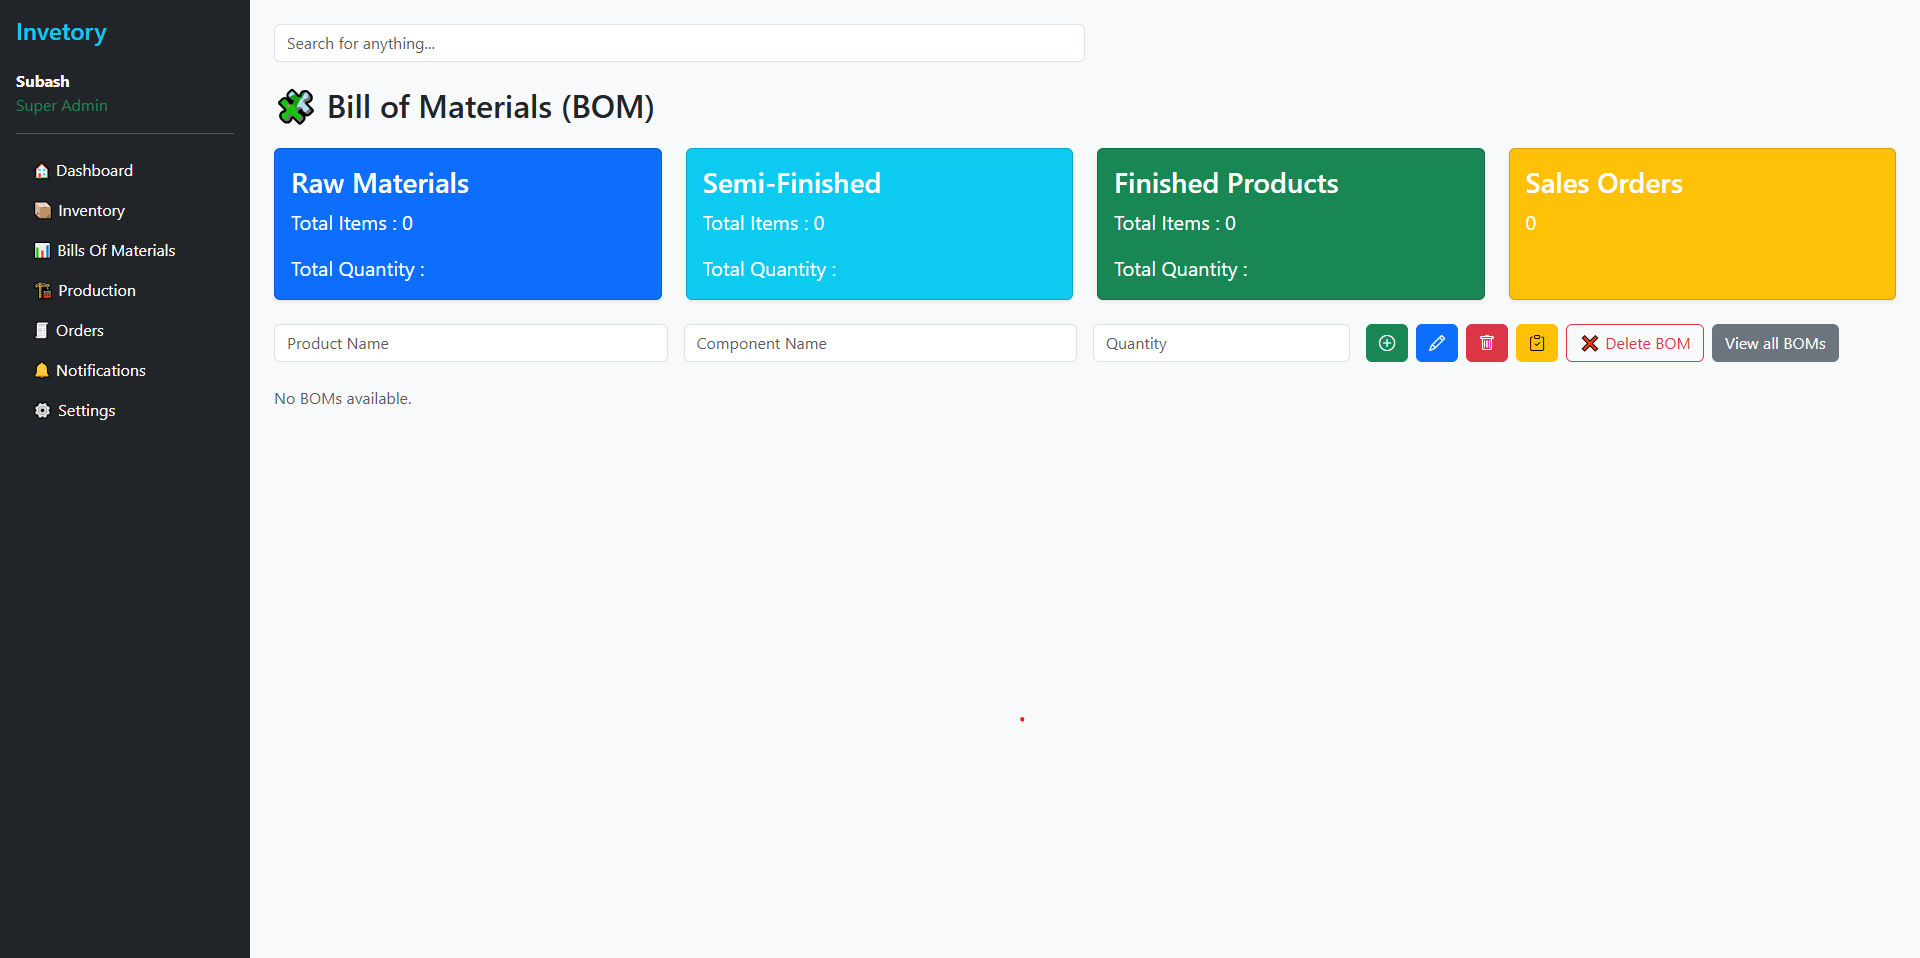 Invetory
Subash
Super Admin
Dashboard
Inventory
Bills Of Materials
Production
Orders
Notifications
Settings
Search for anything...
Bill of Materials (BOM)
Raw Materials
Total Items : 0
Total Quantity :
Semi-Finished
Total Items : 0
Total Quantity :
Finished Products
Total Items : 0
Total Quantity :
Sales Orders
0
Product Name
Component Name
Quantity
Delete BOM
View all BOMs
No BOMs available.